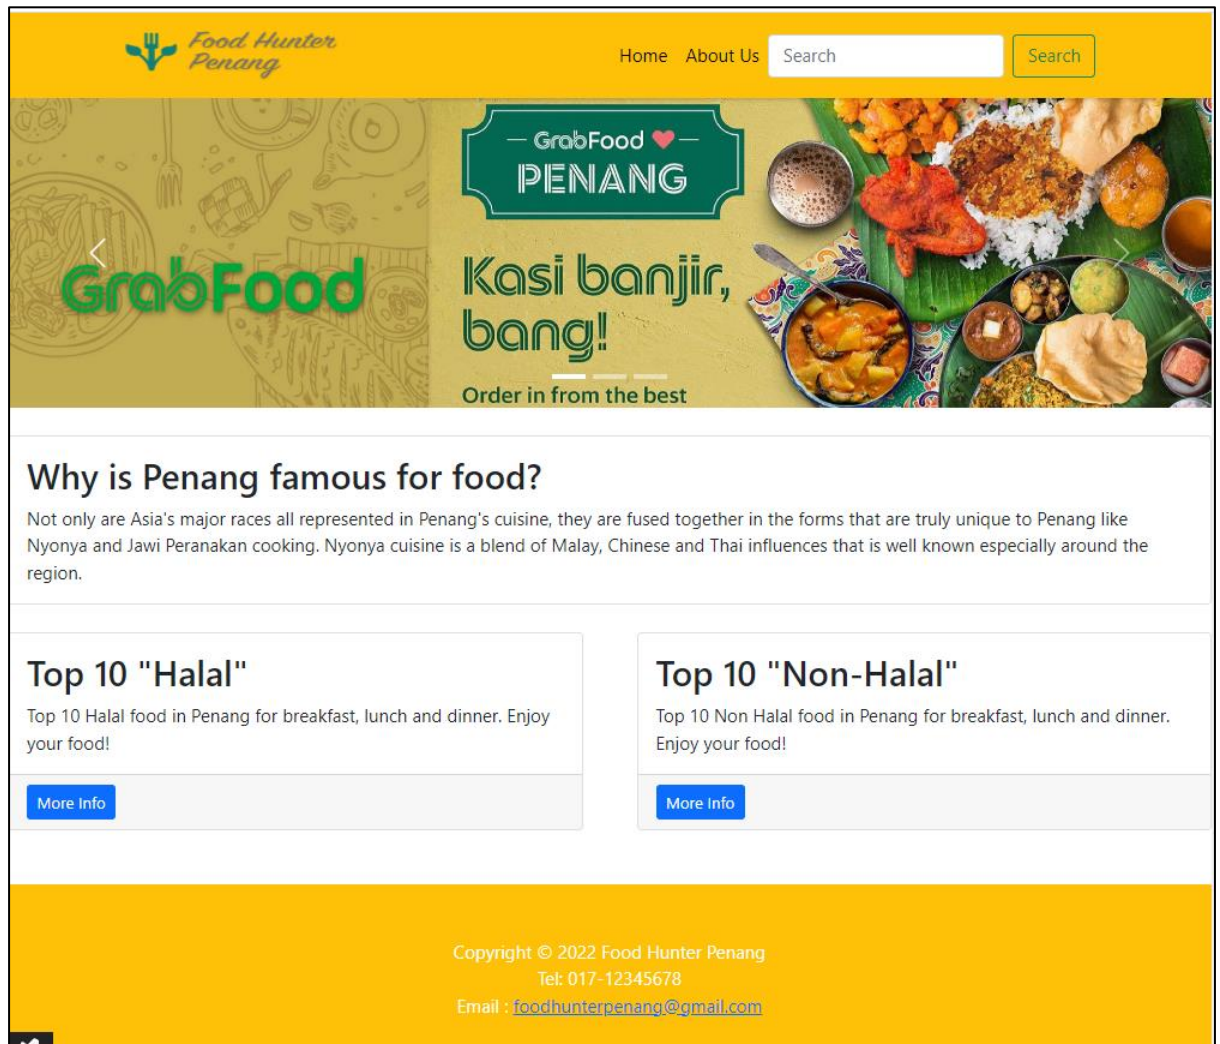 Food Hunter
Penang
Home About Us Search Search
GrabFood
PENANG
GrabFood
Kasi banjir,
bang!
Order in from the best
Why is Penang famous for food?
Not only are Asia's major races all represented in Penang's cuisine, they are fused together in the forms that are truly unique to Penang like
Nyonya and Jawi Peranakan cooking. Nyonya cuisine is a blend of Malay, Chinese and Thai influences that is well known especially around the
region.
Top 10 "Halal"
Top 10 Halal food in Penang for breakfast, lunch and dinner. Enjoy
your food!
More Info
Top 10 "Non-Halal"
Top 10 Non Halal food in Penang for breakfast, lunch and dinner.
Enjoy your food!
More Info
Copyright © 2022 Food Hunter Penang
Tel: 017-12345678
Email : foodhunterpenang@gmail.com